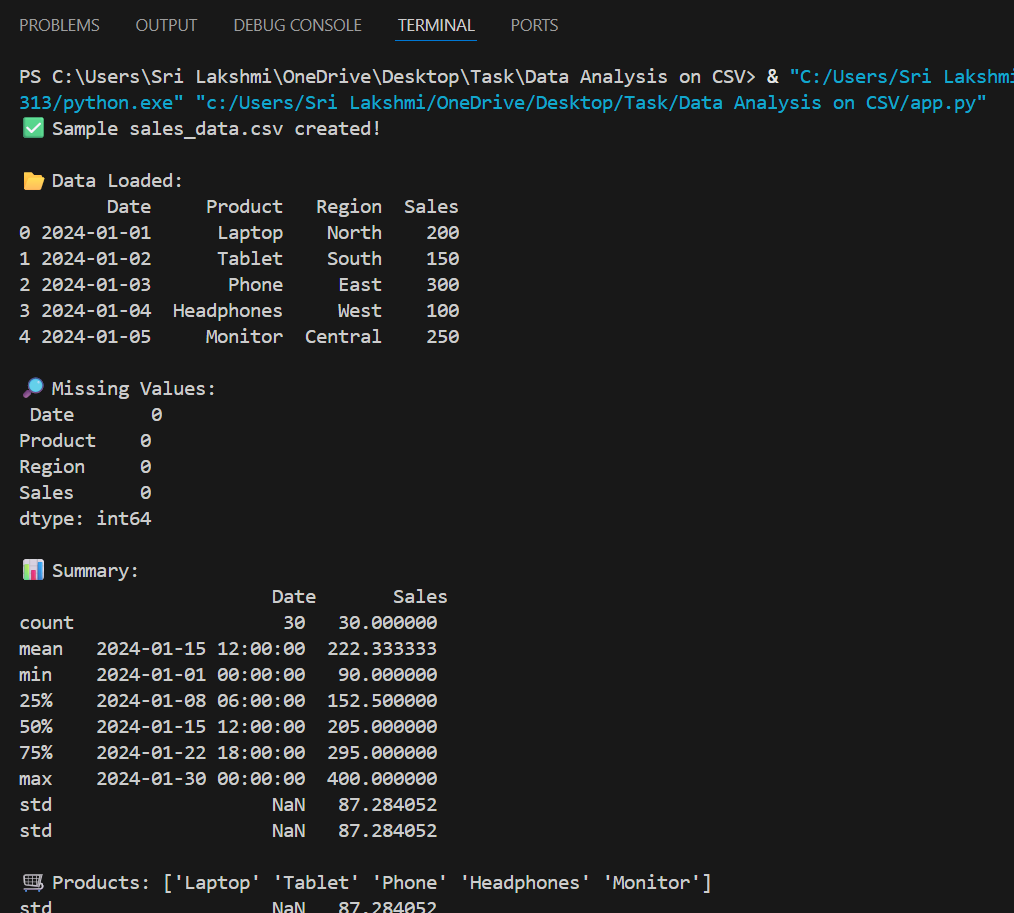 PROBLEMS OUTPUT DEBUG CONSOLE TERMINAL PORTS
PS C:\Users\Sri Lakshmi\OneDrive\Desktop\Task\Data Analysis on CSV> & "C:/Users/Sri Lakshmi
313/python.exe" "c:/Users/Sri Lakshmi/OneDrive/Desktop/Task/Data Analysis on CSV/app.py"
✅ Sample sales_data.csv created!
📂 Data Loaded:
        Date     Product   Region  Sales
0 2024-01-01      Laptop    North    200
1 2024-01-02      Tablet    South    150
2 2024-01-03       Phone     East    300
3 2024-01-04  Headphones     West    100
4 2024-01-05     Monitor  Central    250
🔎 Missing Values:
 Date       0
Product    0
Region     0
Sales      0
dtype: int64
📊 Summary:
                       Date       Sales
count                   30   30.000000
mean   2024-01-15 12:00:00  222.333333
min    2024-01-01 00:00:00   90.000000
25%    2024-01-08 06:00:00  152.500000
50%    2024-01-15 12:00:00  205.000000
75%    2024-01-22 18:00:00  295.000000
max    2024-01-30 00:00:00  400.000000
std                    NaN   87.284052
std                    NaN   87.284052
🛒 Products: ['Laptop' 'Tablet' 'Phone' 'Headphones' 'Monitor']
std                    NaN   87.284052